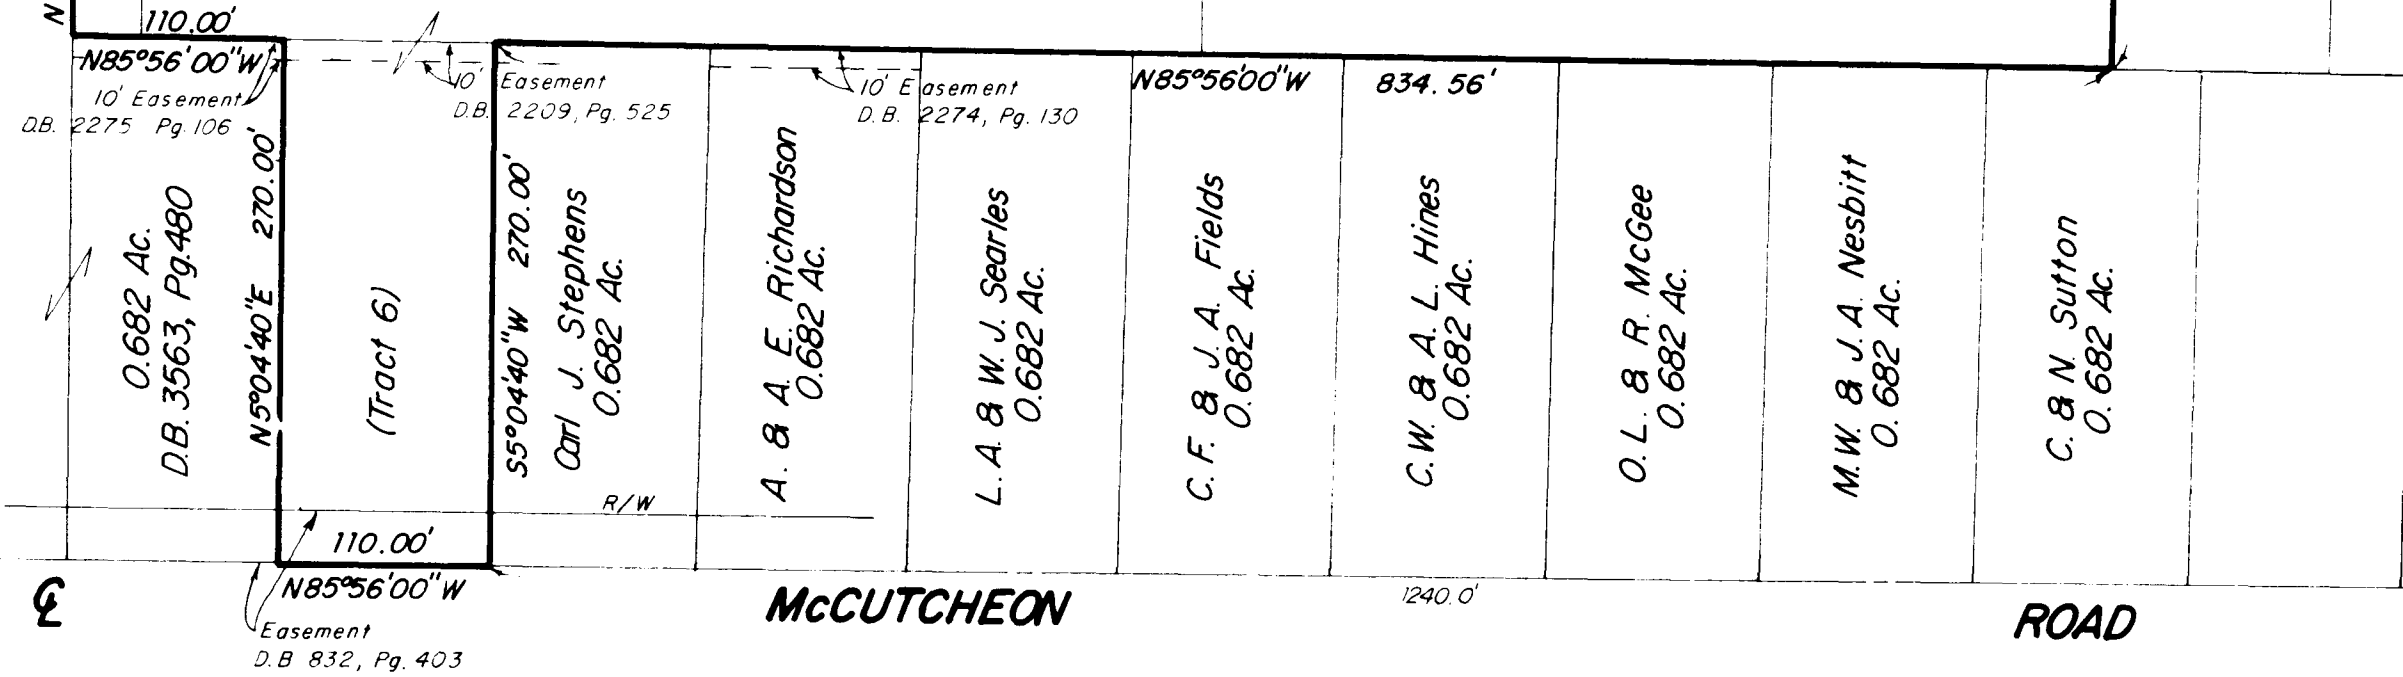 N
110.00'
N85°56'00"W
10' Easement
D.B. 2275 Pg. 106
10' Easement
D.B. 2209, Pg. 525
10' Easement
D.B. 2274, Pg. 130
N85°56'00"W 834.56'
0.682 Ac.
D.B. 3563, Pg. 480
N5°04'40"E 270.00'
(Tract 6)
S5°04'40"W 270.00'
Carl J. Stephens
0.682 Ac.
A. & A. E. Richardson
0.682 Ac.
L. A. & W. J. Searles
0.682 Ac.
C. F. & J. A. Fields
0.682 Ac.
C. W. & A. L. Hines
0.682 Ac.
O. L. & R. McGee
0.682 Ac.
M. W. & J. A. Nesbitt
0.682 Ac.
C. & N. Sutton
0.682 Ac.
R/W
110.00'
N85°56'00"W
℄
McCUTCHEON ROAD
1240.0'
Easement
D.B 832, Pg. 403